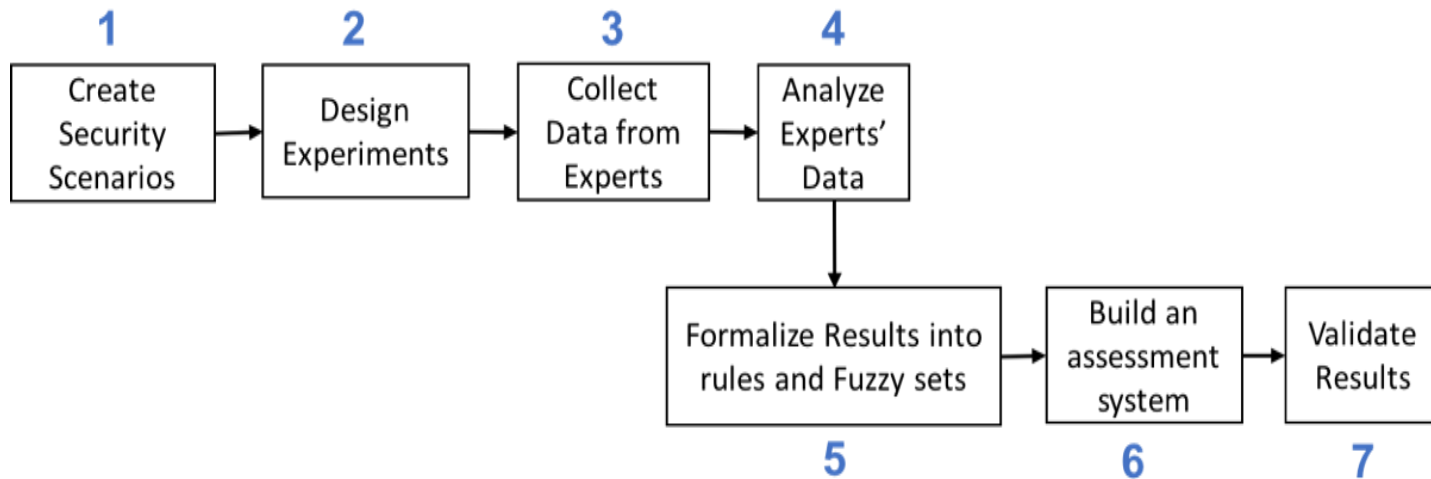 1
Create
Security
Scenarios
2
Design
Experiments
3
Collect
Data from
Experts
4
Analyze
Experts’
Data
Formalize Results into
rules and Fuzzy sets
5
Build an
assessment
system
6
Validate
Results
7